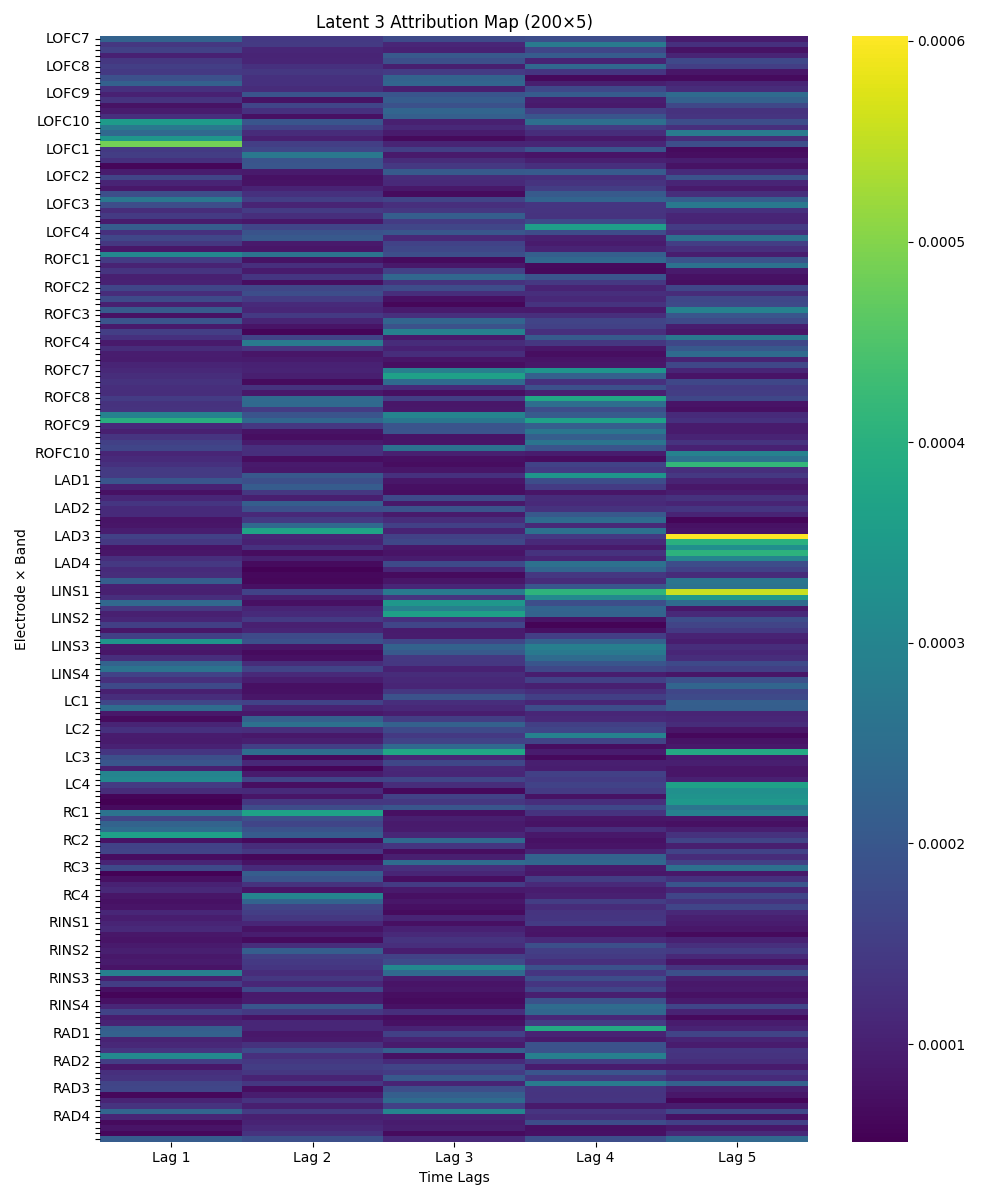 Latent 3 Attribution Map (200×5)
LOFC7
LOFC8
LOFC9
LOFC10
LOFC1
LOFC2
LOFC3
LOFC4
ROFC1
ROFC2
ROFC3
ROFC4
ROFC7
ROFC8
ROFC9
ROFC10
LAD1
LAD2
LAD3
LAD4
LINS1
LINS2
LINS3
LINS4
LC1
LC2
LC3
LC4
RC1
RC2
RC3
RC4
RINS1
RINS2
RINS3
RINS4
RAD1
RAD2
RAD3
RAD4
Electrode × Band
Lag 1
Lag 2
Lag 3
Lag 4
Lag 5
Time Lags
0.0006
0.0005
0.0004
0.0003
0.0002
0.0001